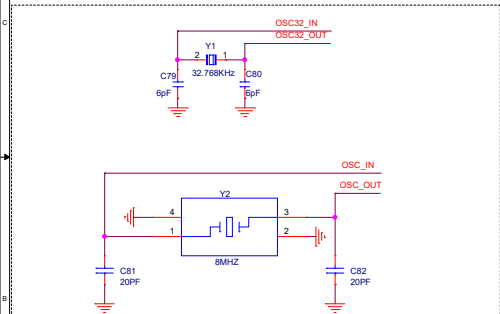 C
OSC32_IN
OSC32_OUT
Y1
2 1
C79 32.768KHz C80
6pF 6pF
OSC_IN
OSC_OUT
Y2
4 3
1 2
8MHZ
C81 C82
20PF 20PF
B